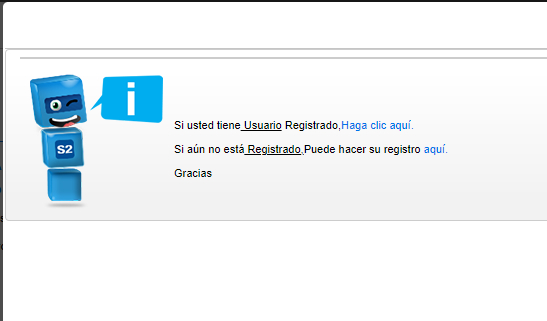 i
Si usted tiene Usuario Registrado,Haga clic aquí.
S2
Si aún no está Registrado,Puede hacer su registro aquí.
Gracias